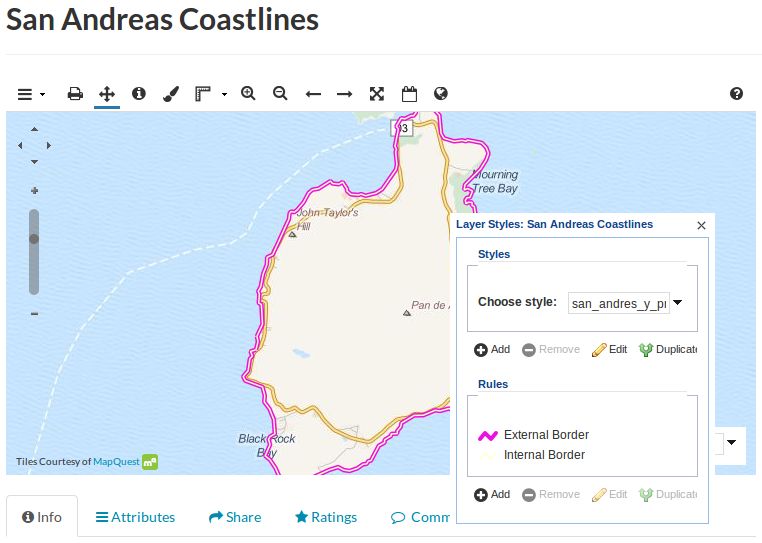 San Andreas Coastlines
93
Mourning
Tree Bay
John Taylor's
Hill
Layer Styles: San Andreas Coastlines
Styles
Choose style: san_andres_y_pr
Pan de A
Add Remove Edit Duplicate
Rules
External Border
Internal Border
Black Rock
Bay
Tiles Courtesy of MapQuest
Add Remove Edit Duplicate
Info Attributes Share Ratings Comm